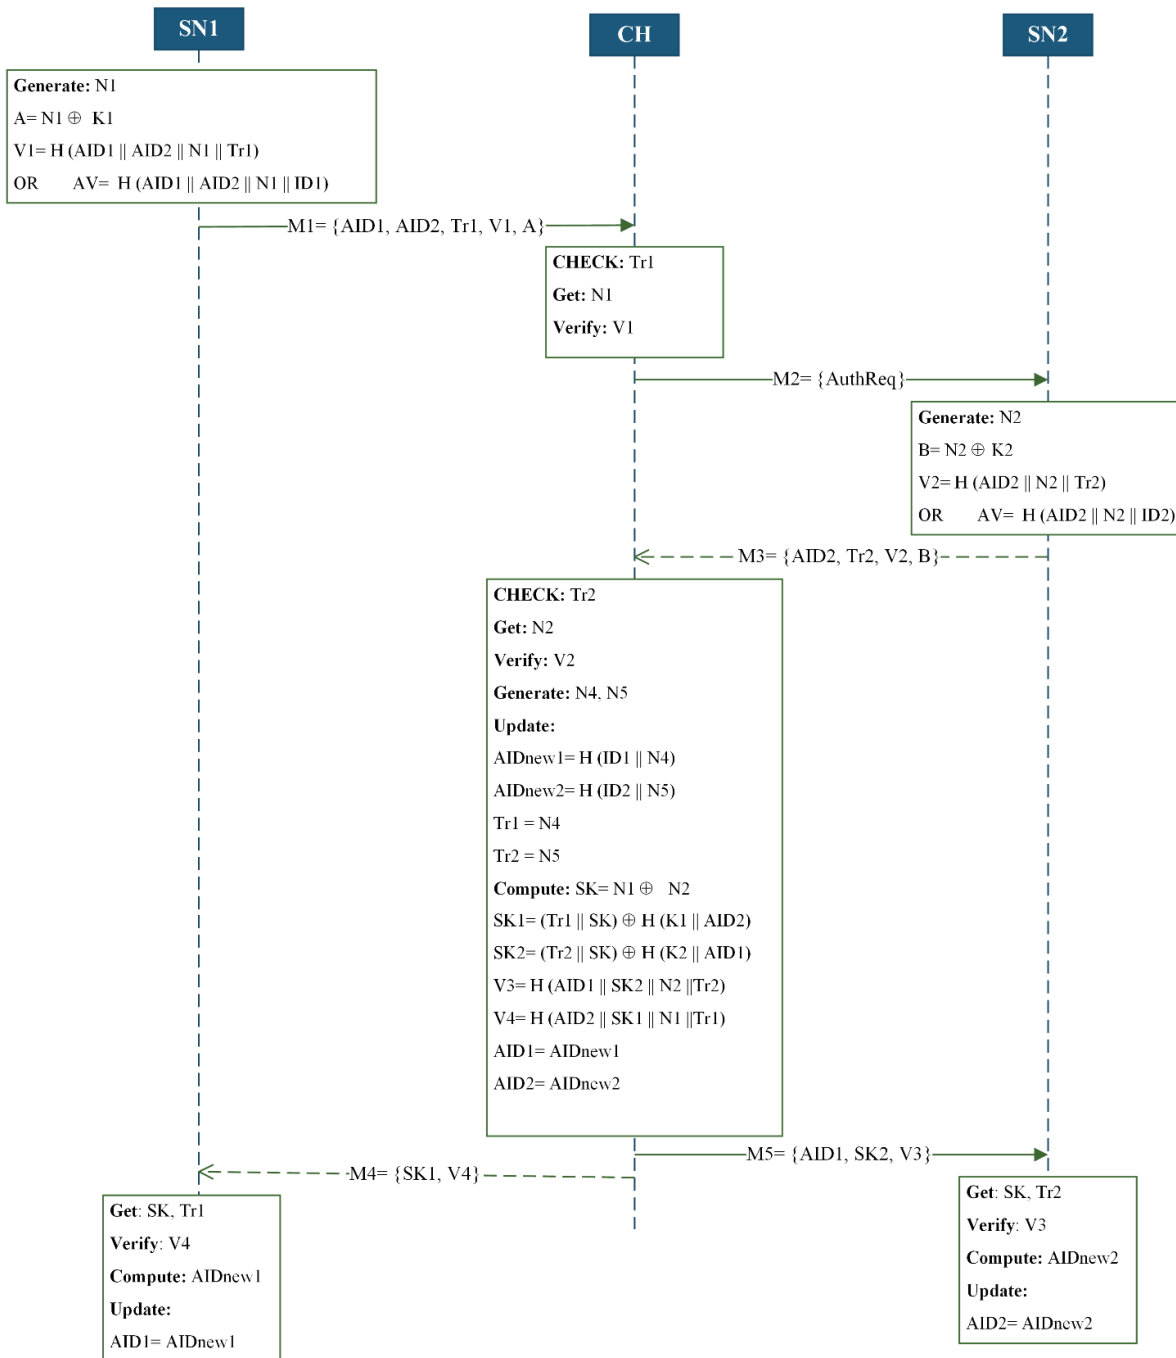 SN1
CH
SN2
Generate: N1
A= N1 ⊕ K1
V1= H (AID1 || AID2 || N1 || Tr1)
OR AV= H (AID1 || AID2 || N1 || ID1)
M1= {AID1, AID2, Tr1, V1, A}
CHECK: Tr1
Get: N1
Verify: V1
M2= {AuthReq}
Generate: N2
B= N2 ⊕ K2
V2= H (AID2 || N2 || Tr2)
OR AV= H (AID2 || N2 || ID2)
M3= {AID2, Tr2, V2, B}
CHECK: Tr2
Get: N2
Verify: V2
Generate: N4, N5
Update:
AIDnew1= H (ID1 || N4)
AIDnew2= H (ID2 || N5)
Tr1 = N4
Tr2 = N5
Compute: SK= N1 ⊕ N2
SK1= (Tr1 || SK) ⊕ H (K1 || AID2)
SK2= (Tr2 || SK) ⊕ H (K2 || AID1)
V3= H (AID1 || SK2 || N2 ||Tr2)
V4= H (AID2 || SK1 || N1 ||Tr1)
AID1= AIDnew1
AID2= AIDnew2
M4= {SK1, V4}
M5= {AID1, SK2, V3}
Get: SK, Tr1
Verify: V4
Compute: AIDnew1
Update:
AID1= AIDnew1
Get: SK, Tr2
Verify: V3
Compute: AIDnew2
Update:
AID2= AIDnew2